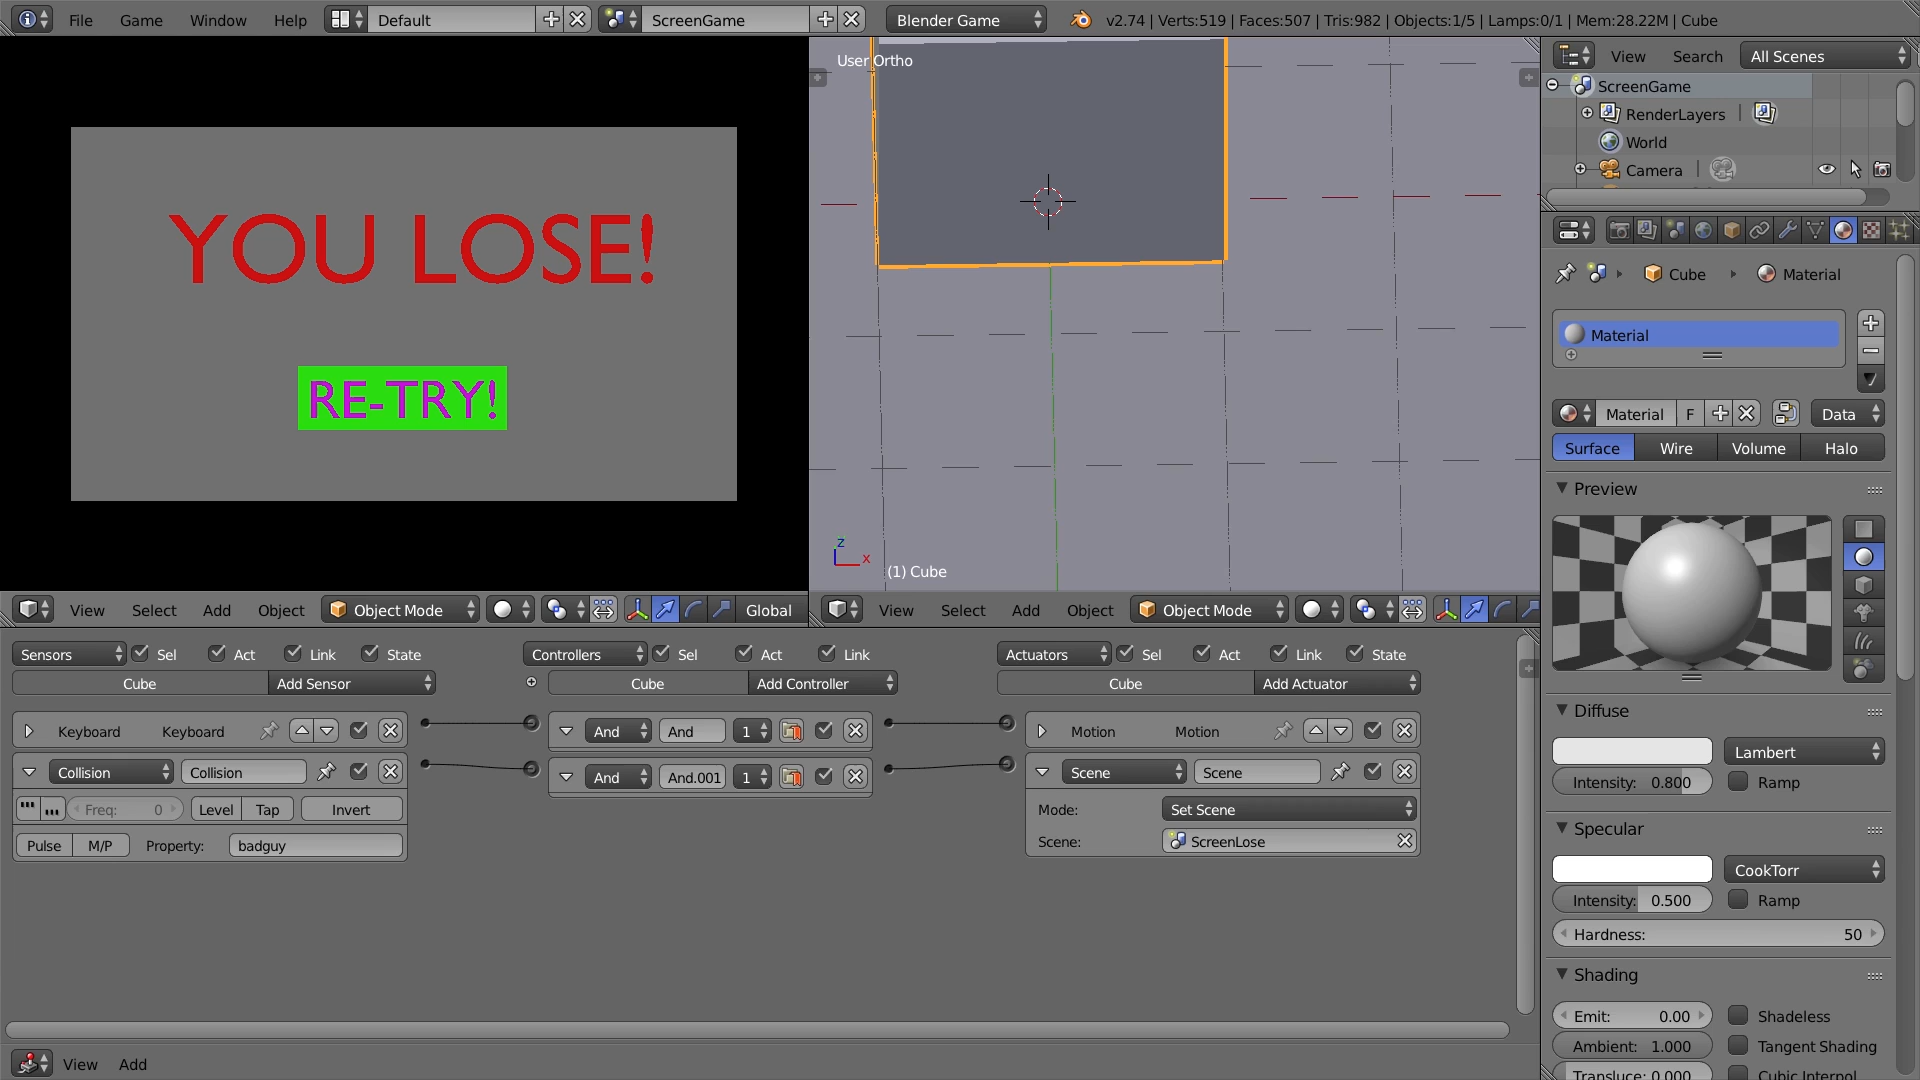 File Game Window Help Default ScreenGame Blender Game v2.74 | Verts:519 | Faces:507 | Tris:982 | Objects:1/5 | Lamps:0/1 | Mem:28.22M | Cube
View Search All Scenes
ScreenGame
RenderLayers
World
Camera
User Ortho
YOU LOSE!
RE-TRY!
z
x
(1) Cube
View Select Add Object Object Mode Global
View Select Add Object Object Mode
Sensors Sel Act Link State Controllers Sel Act Link Actuators Sel Act Link State
Cube Add Sensor Cube Add Controller Cube Add Actuator
Keyboard Keyboard And And 1 Motion Motion
Collision Collision And And.001 1 Scene Scene
Freq: 0 Level Tap Invert Mode: Set Scene
Pulse M/P Property: badguy Scene: ScreenLose
View Add
Cube Material
Material
Material F Data
Surface Wire Volume Halo
Preview
Diffuse
Lambert
Intensity: 0.800 Ramp
Specular
CookTorr
Intensity: 0.500 Ramp
Hardness: 50
Shading
Emit: 0.00 Shadeless
Ambient: 1.000 Tangent Shading
Transluce: 0.000 Cubic Interpol